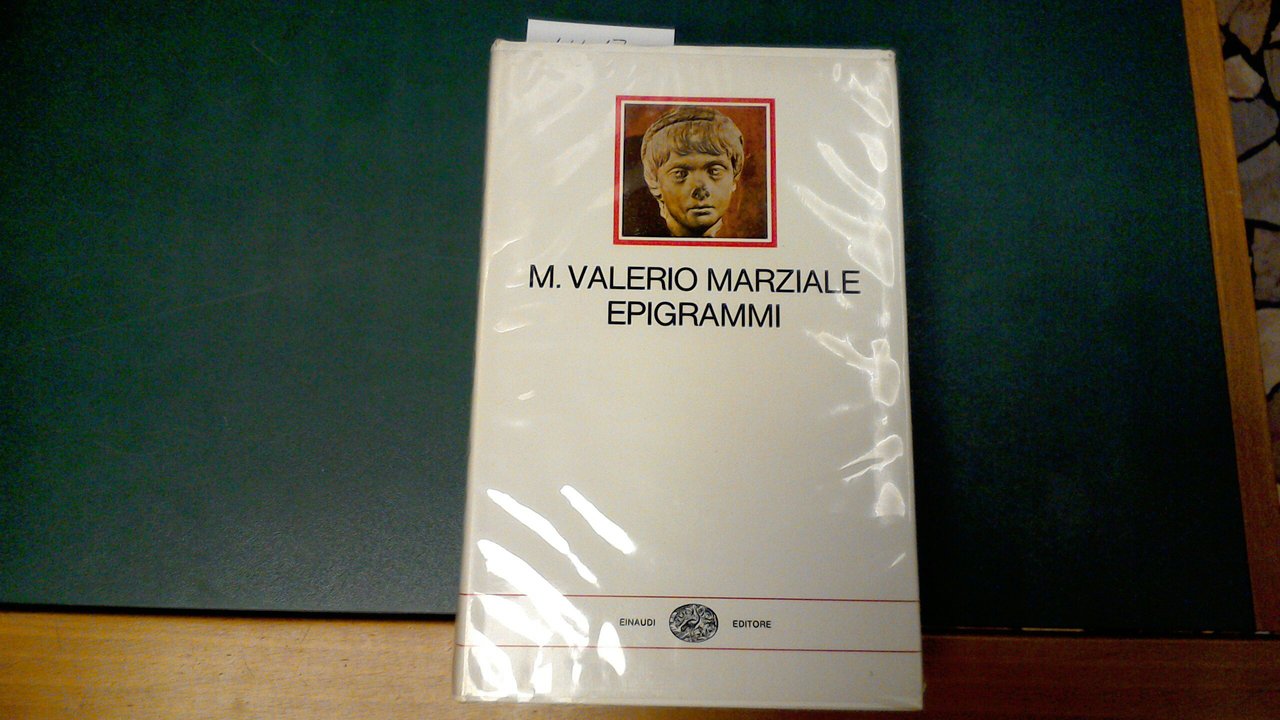 M. VALERIO MARZIALE
EPIGRAMMI
EINAUDI EDITORE